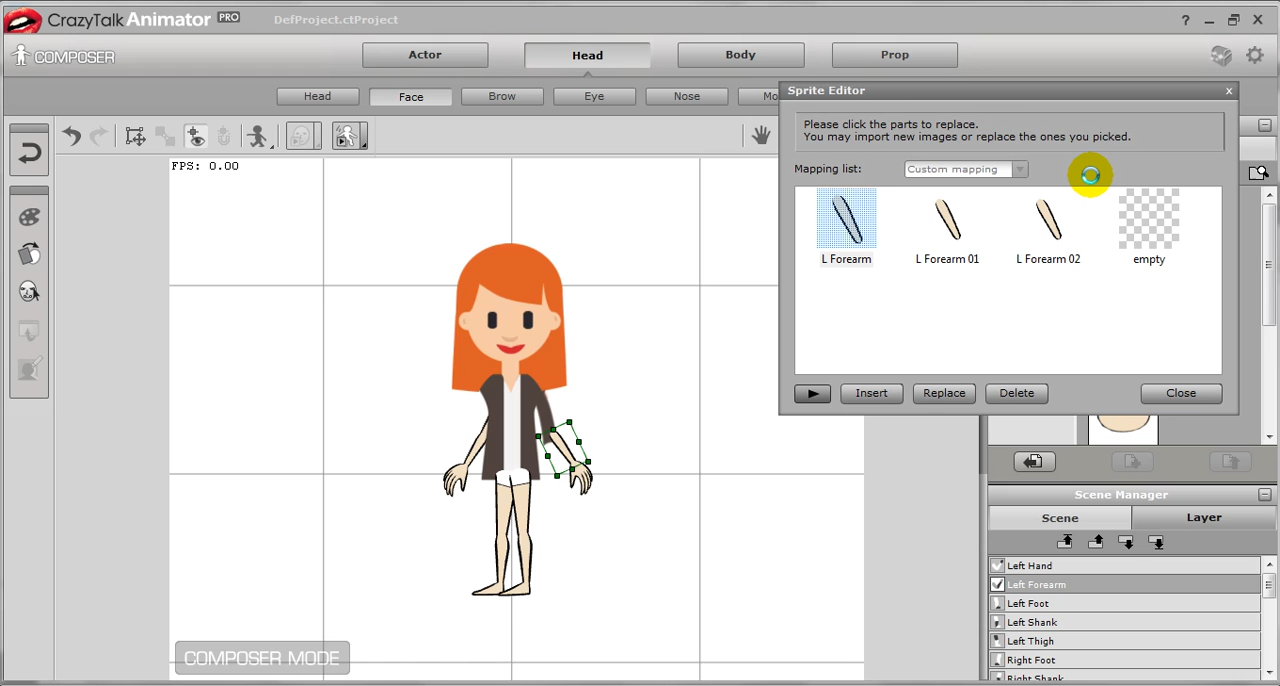 CrazyTalk Animator PRO
DefProject.ctProject
COMPOSER
Actor
Head
Body
Prop
Head
Face
Brow
Eye
Nose
Mo
FPS: 0.00
Sprite Editor
x
Please click the parts to replace.
You may import new images or replace the ones you picked.
Mapping list:
Custom mapping
L Forearm
L Forearm 01
L Forearm 02
empty
Insert
Replace
Delete
Close
Scene Manager
Scene
Layer
Left Hand
Left Forearm
Left Foot
Left Shank
Left Thigh
Right Foot
Right Shank
COMPOSER MODE